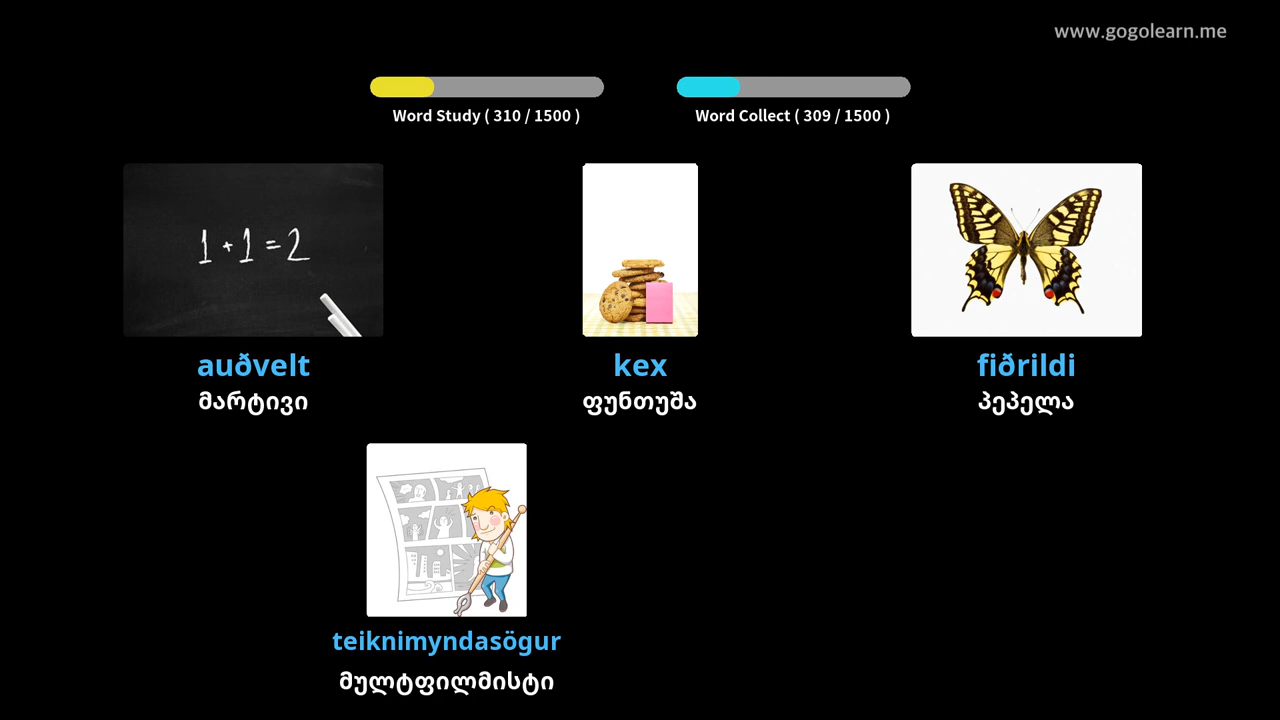 www.gogolearn.me
Word Study ( 310 / 1500 )
Word Collect ( 309 / 1500 )
1 + 1 = 2
auðvelt
მარტივი
kex
ფუნთუშა
fiðrildi
პეპელა
teiknimyndasögur
მულტფილმისტი